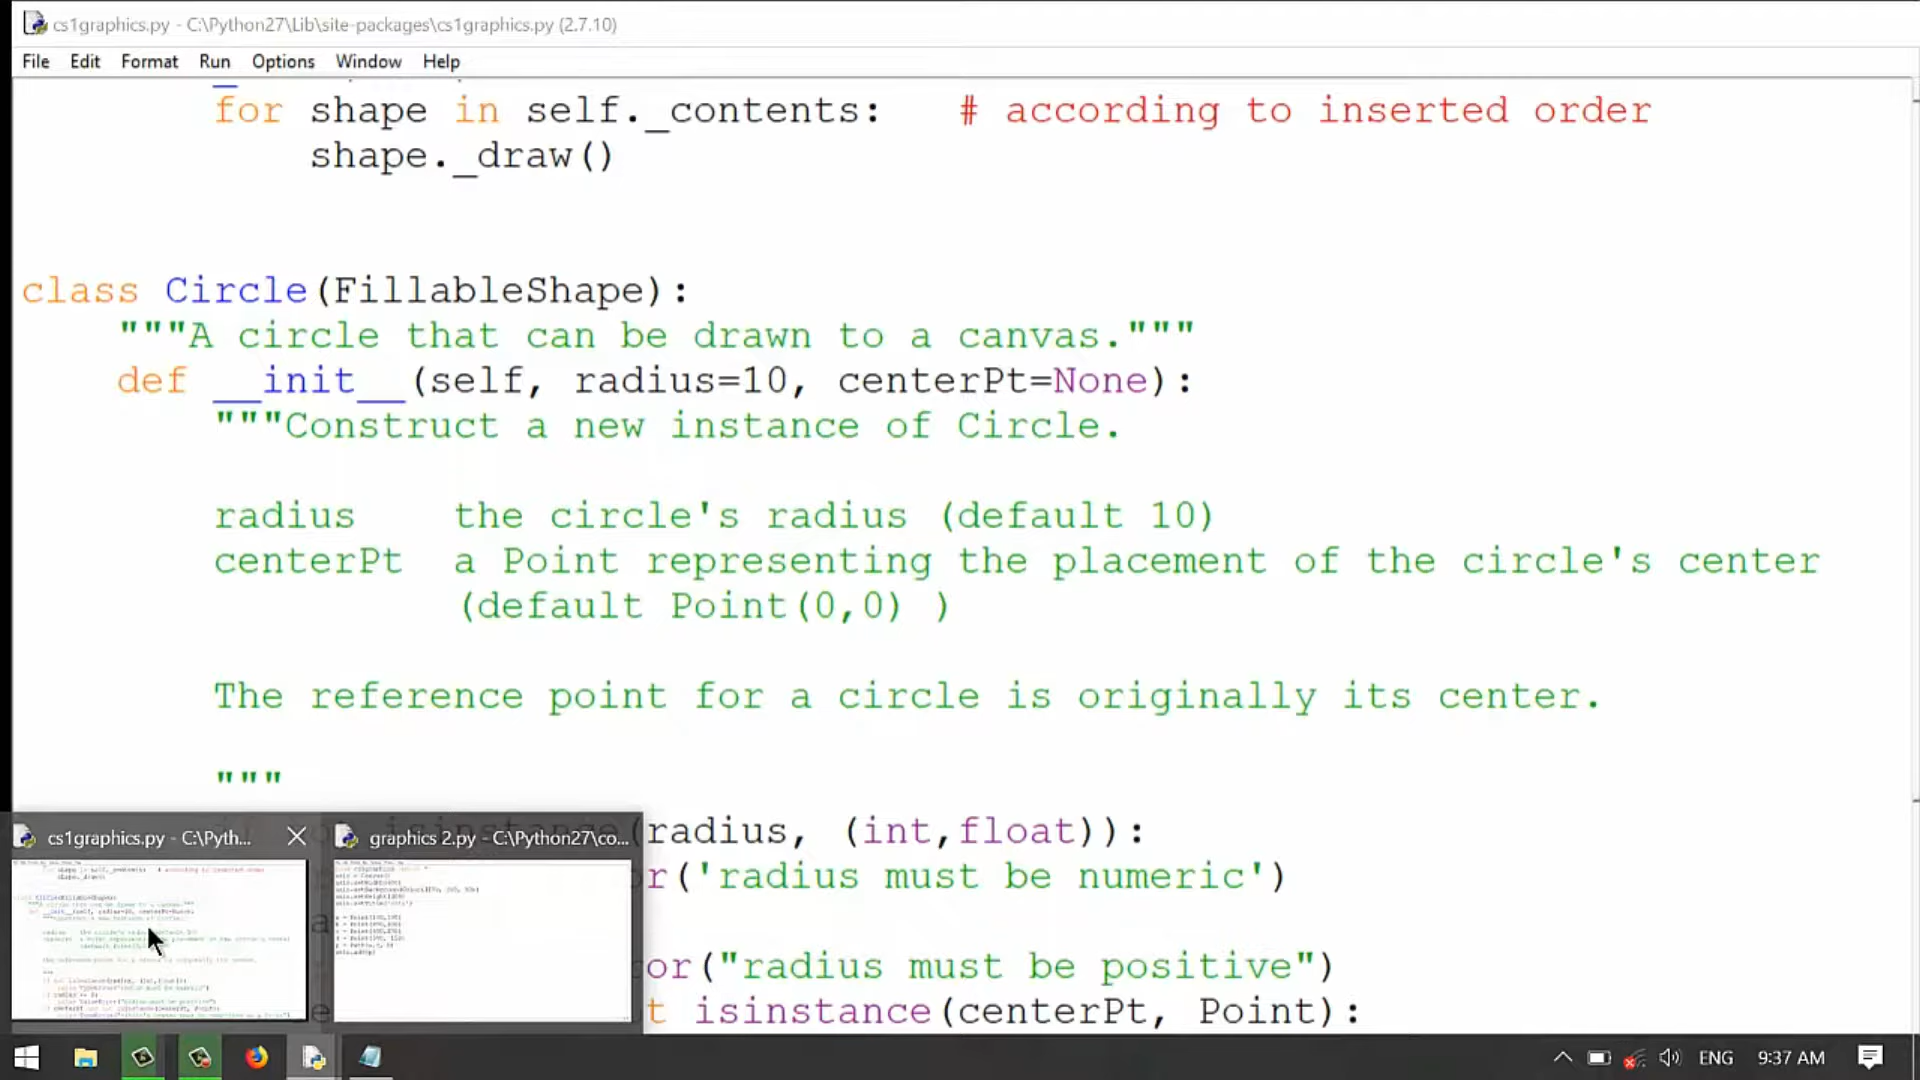 cs1graphics.py - C:\Python27\Lib\site-packages\cs1graphics.py (2.7.10)
File Edit Format Run Options Window Help
for shape in self._contents: # according to inserted order
shape._draw()
class Circle(FillableShape):
"""A circle that can be drawn to a canvas."""
def __init__(self, radius=10, centerPt=None):
"""Construct a new instance of Circle.
radius the circle's radius (default 10)
centerPt a Point representing the placement of the circle's center
(default Point(0,0) )
The reference point for a circle is originally its center.
"""
isinstance(radius, (int,float)):
r('radius must be numeric')
or("radius must be positive")
t isinstance(centerPt, Point):
cs1graphics.py - C:\Pyth...
graphics 2.py - C:\Python27\co...
ENG 9:37 AM